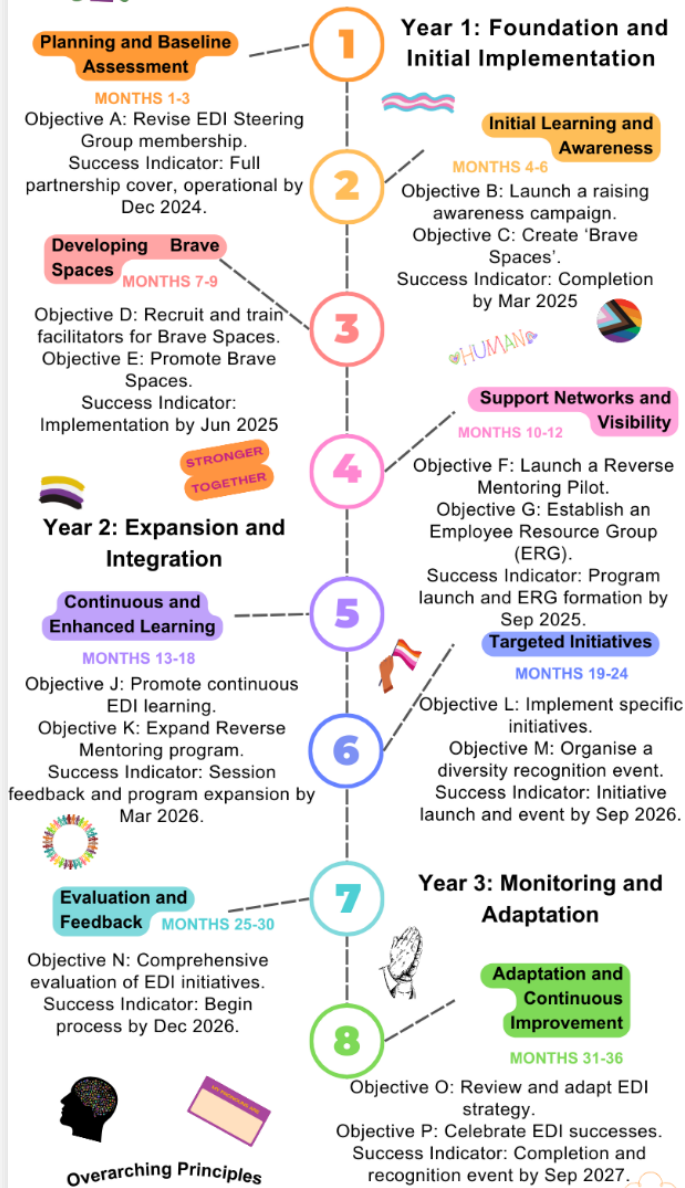 Year 1: Foundation and
Initial Implementation
1
Planning and Baseline
Assessment
MONTHS 1-3
Objective A: Revise EDI Steering
Group membership.
Success Indicator: Full
partnership cover, operational by
Dec 2024.
2
Initial Learning and
Awareness
MONTHS 4-6
Objective B: Launch a raising
awareness campaign.
Objective C: Create ‘Brave
Spaces’.
Success Indicator: Completion
by Mar 2025
3
Developing Brave
Spaces
MONTHS 7-9
Objective D: Recruit and train
facilitators for Brave Spaces.
Objective E: Promote Brave
Spaces.
Success Indicator:
Implementation by Jun 2025
HUMAN
4
Support Networks and
Visibility
MONTHS 10-12
Objective F: Launch a Reverse
Mentoring Pilot.
Objective G: Establish an
Employee Resource Group
(ERG).
Success Indicator: Program
launch and ERG formation by
Sep 2025.
STRONGER
TOGETHER
Year 2: Expansion and
Integration
5
Continuous and
Enhanced Learning
MONTHS 13-18
Objective J: Promote continuous
EDI learning.
Objective K: Expand Reverse
Mentoring program.
Success Indicator: Session
feedback and program expansion by
Mar 2026.
6
Targeted Initiatives
MONTHS 19-24
Objective L: Implement specific
initiatives.
Objective M: Organise a
diversity recognition event.
Success Indicator: Initiative
launch and event by Sep 2026.
Year 3: Monitoring and
Adaptation
7
Evaluation and
Feedback
MONTHS 25-30
Objective N: Comprehensive
evaluation of EDI initiatives.
Success Indicator: Begin
process by Dec 2026.
8
Adaptation and
Continuous
Improvement
MONTHS 31-36
Objective O: Review and adapt EDI
strategy.
Objective P: Celebrate EDI successes.
Success Indicator: Completion and
recognition event by Sep 2027.
MY PRONOUNS ARE
Overarching Principles